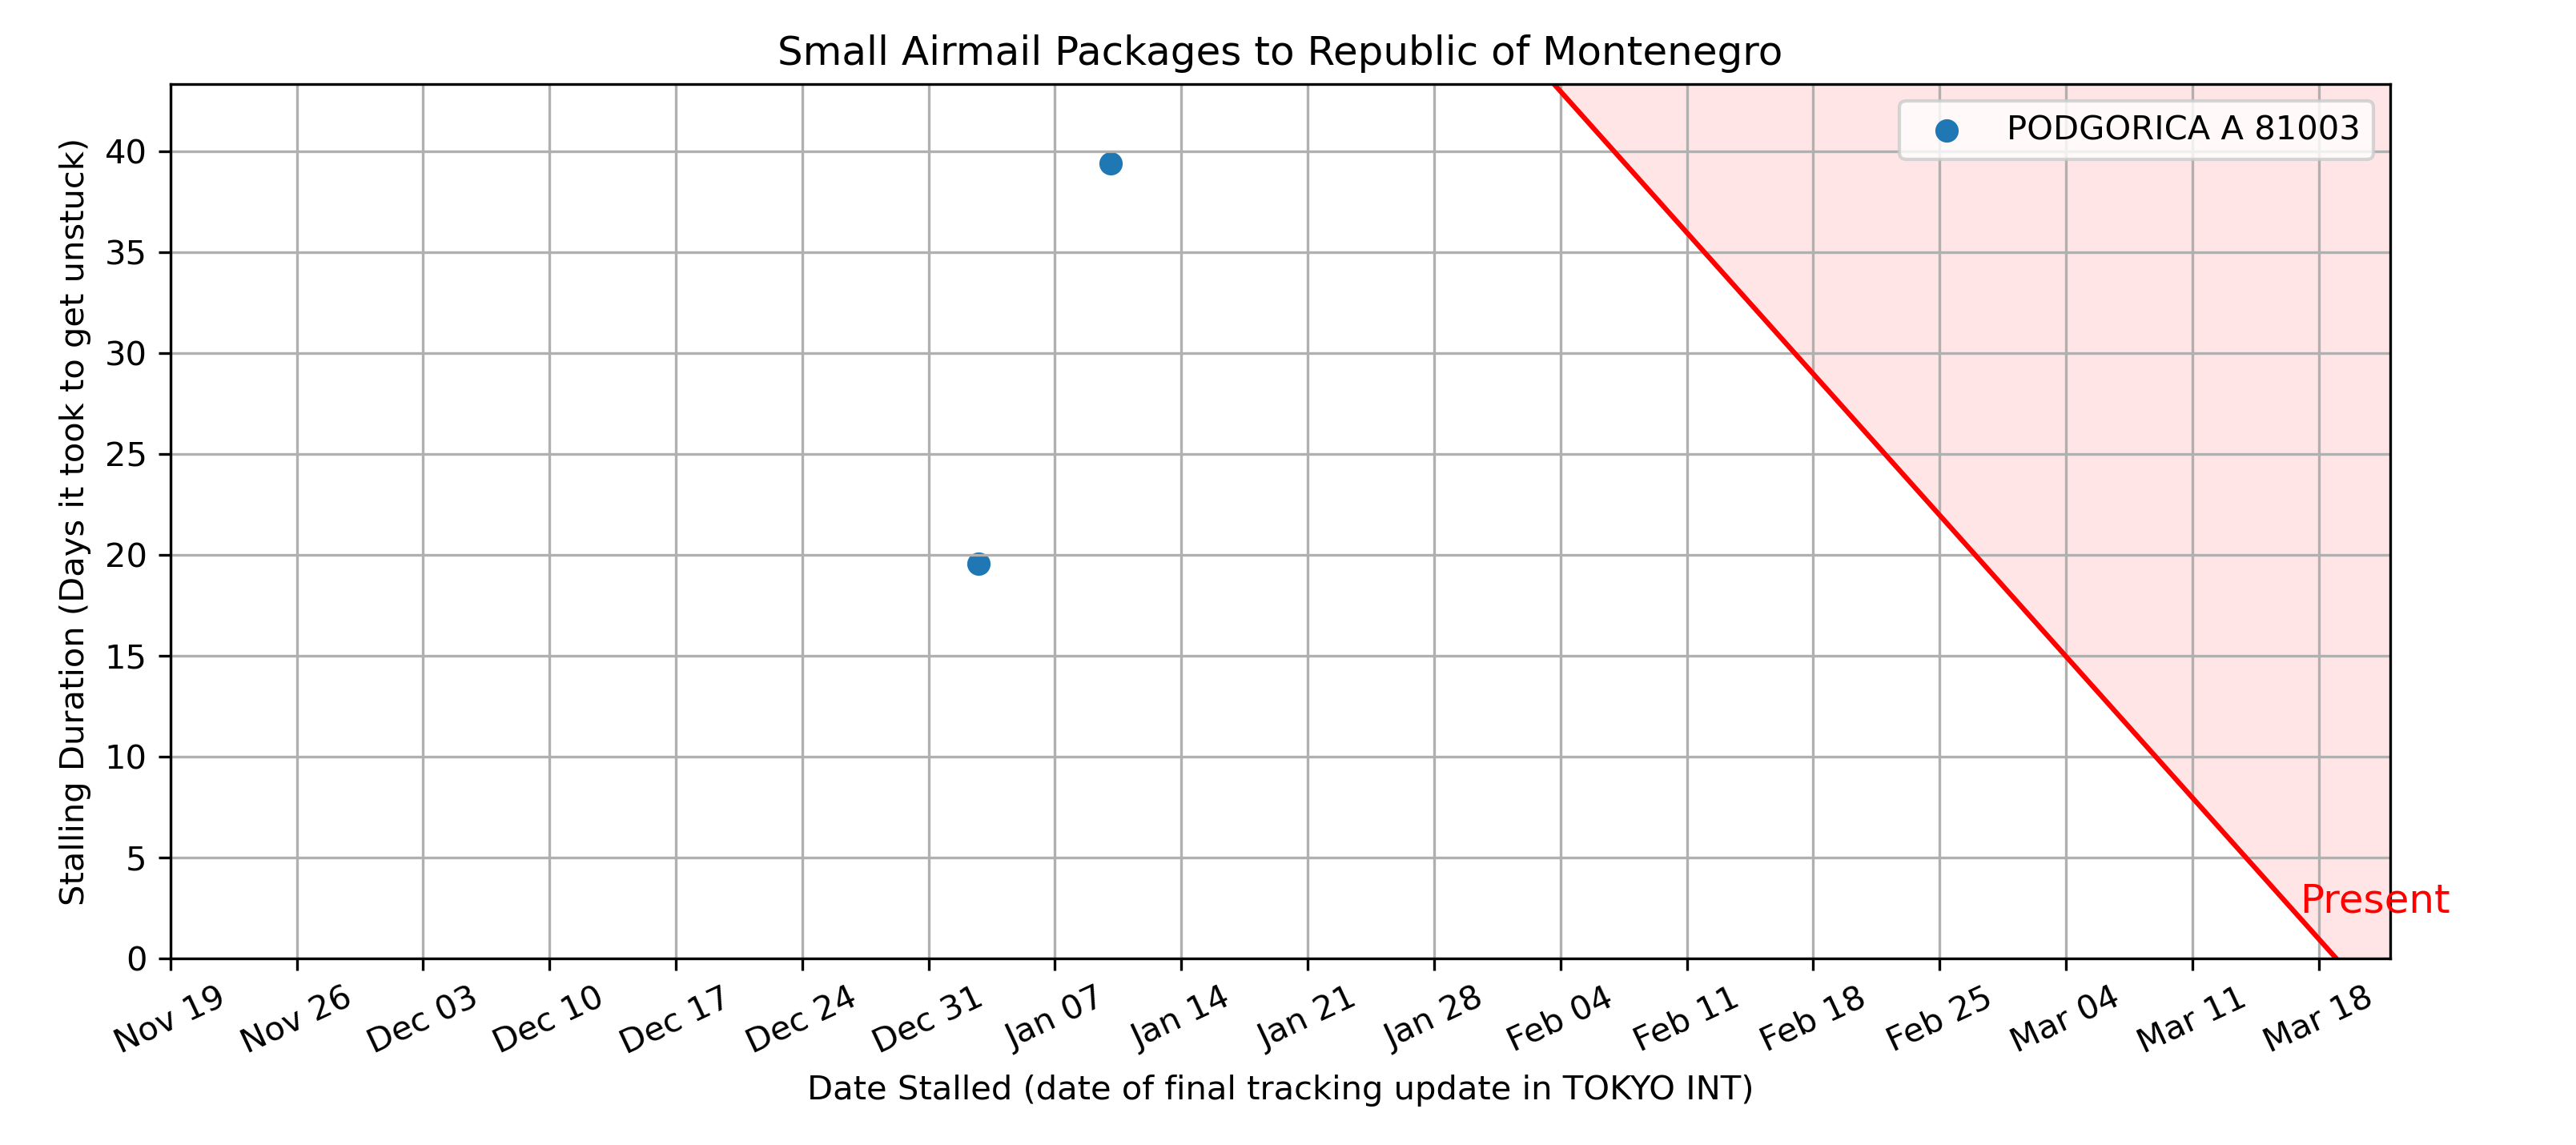 Small Airmail Packages to Republic of Montenegro
PODGORICA A 81003
Stalling Duration (Days it took to get unstuck)
40
35
30
25
20
15
10
5
0
Present
Nov 19
Nov 26
Dec 03
Dec 10
Dec 17
Dec 24
Dec 31
Jan 07
Jan 14
Jan 21
Jan 28
Feb 04
Feb 11
Feb 18
Feb 25
Mar 04
Mar 11
Mar 18
Date Stalled (date of final tracking update in TOKYO INT)